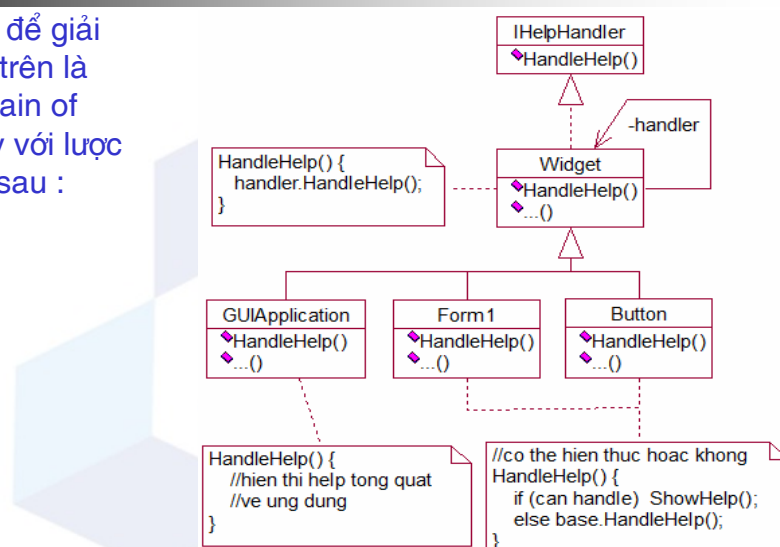 để giải
trên là
ain of
với lược
sau :
IHelpHandler
HandleHelp()
-handler
HandleHelp() {
handler.HandleHelp();
}
Widget
HandleHelp()
...()
GUIApplication
HandleHelp()
...()
Form1
HandleHelp()
...()
Button
HandleHelp()
...()
HandleHelp() {
//hien thi help tong quat
//ve ung dung
}
//co the hien thuc hoac khong
HandleHelp() {
if (can handle) ShowHelp();
else base.HandleHelp();
}